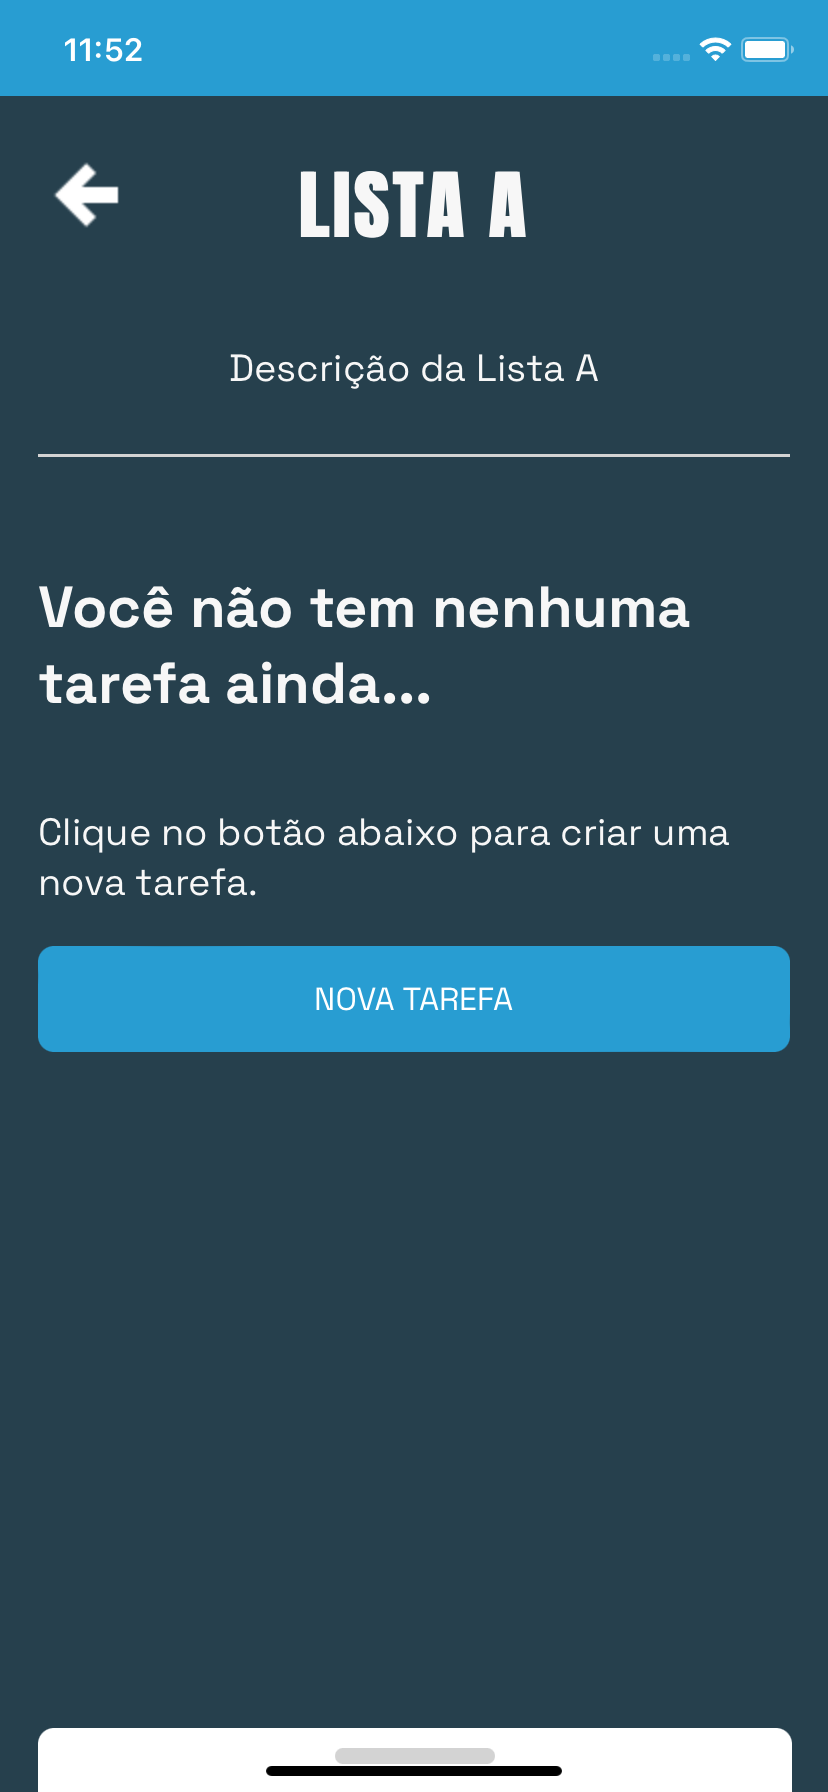 11:52
LISTA A
Descrição da Lista A
Você não tem nenhuma
tarefa ainda...
Clique no botão abaixo para criar uma
nova tarefa.
NOVA TAREFA